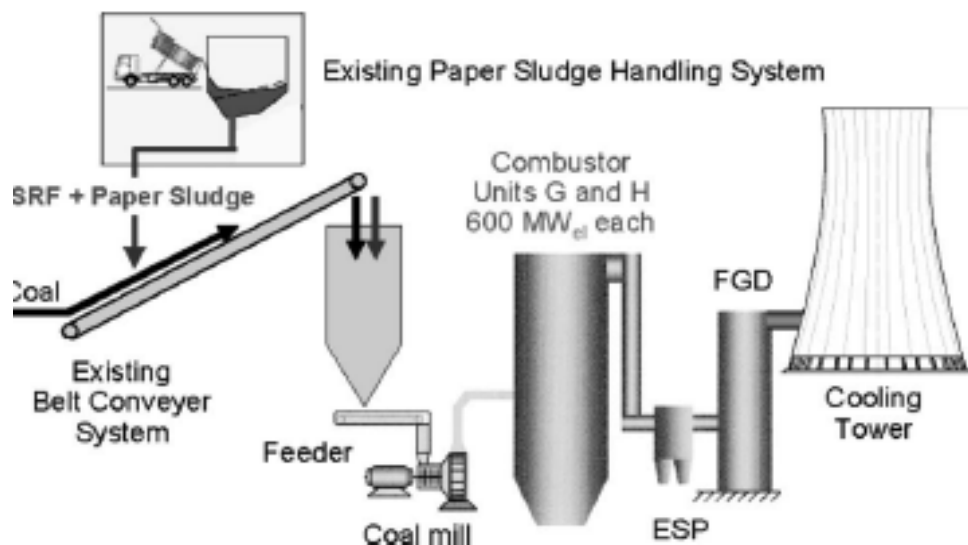 Existing Paper Sludge Handling System
SRF + Paper Sludge
Combustor
Units G and H
600 MWel each
Coal
FGD
Existing
Belt Conveyer
System
Feeder
Coal mill
ESP
Cooling
Tower